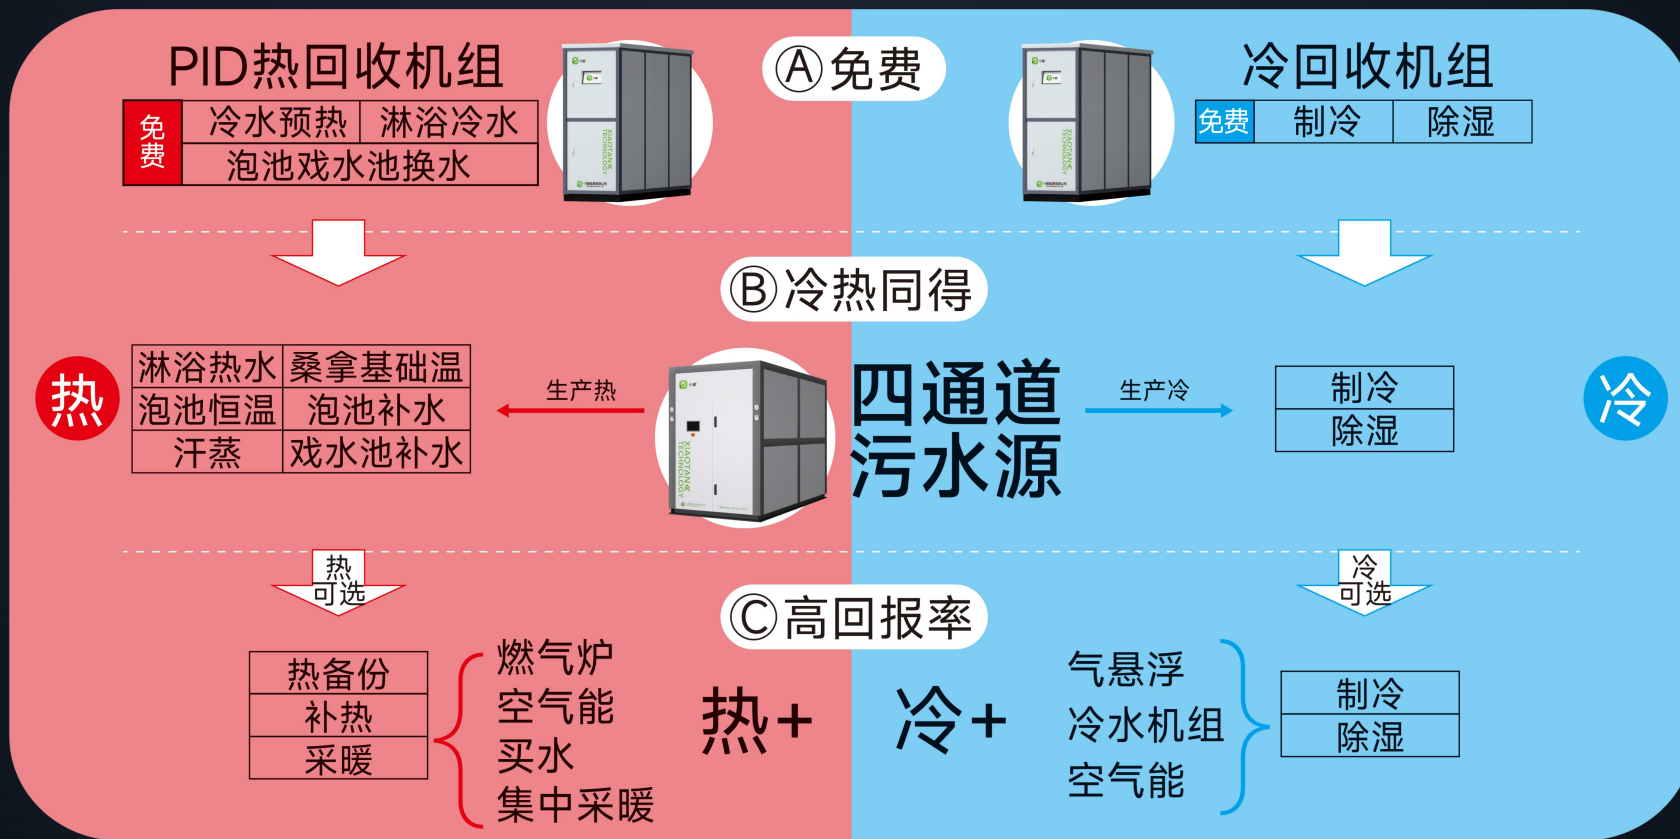 PID热回收机组
免费
冷水预热
淋浴冷水
泡池戏水池换水
XIAOTAN
TECHNOLOGY
Ⓐ免费
XIAOTAN
TECHNOLOGY
冷回收机组
免费
制冷
除湿
Ⓑ冷热同得
热
淋浴热水
桑拿基础温
泡池恒温
泡池补水
汗蒸
戏水池补水
生产热
XIAOTAN
TECHNOLOGY
四通道
污水源
生产冷
制冷
除湿
冷
热
可选
冷
可选
Ⓒ高回报率
热备份
补热
采暖
燃气炉
空气能
买水
集中采暖
热+
冷+
气悬浮
冷水机组
空气能
制冷
除湿